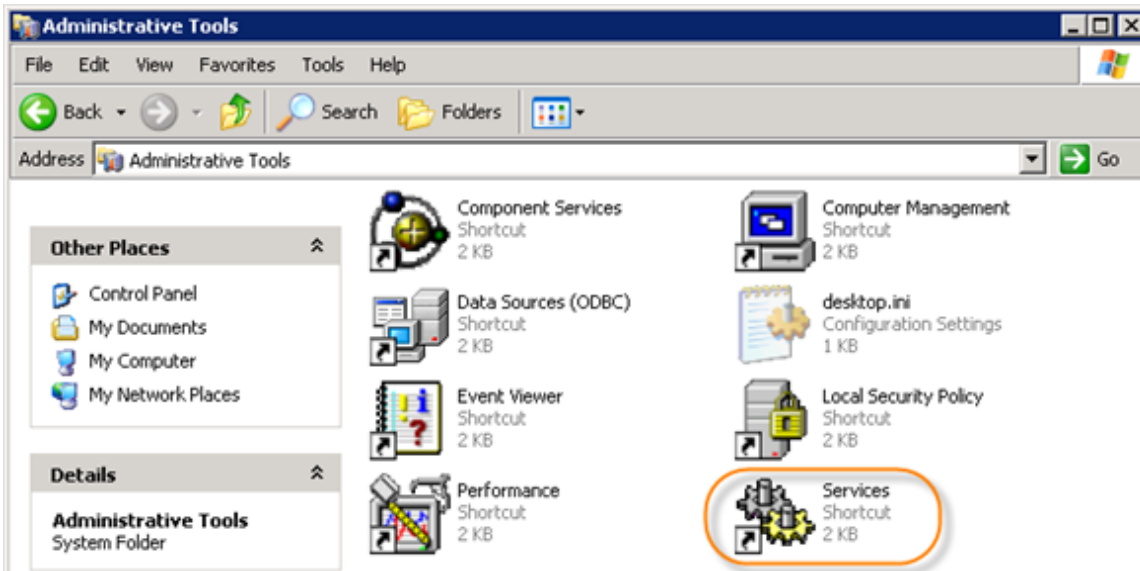 Administrative Tools
File Edit View Favorites Tools Help
Back Search Folders
Address Administrative Tools Go
Other Places
Control Panel
My Documents
My Computer
My Network Places
Details
Administrative Tools
System Folder
Component Services
Shortcut
2 KB
Computer Management
Shortcut
2 KB
Data Sources (ODBC)
Shortcut
2 KB
desktop.ini
Configuration Settings
1 KB
Event Viewer
Shortcut
2 KB
Local Security Policy
Shortcut
2 KB
Performance
Shortcut
2 KB
Services
Shortcut
2 KB